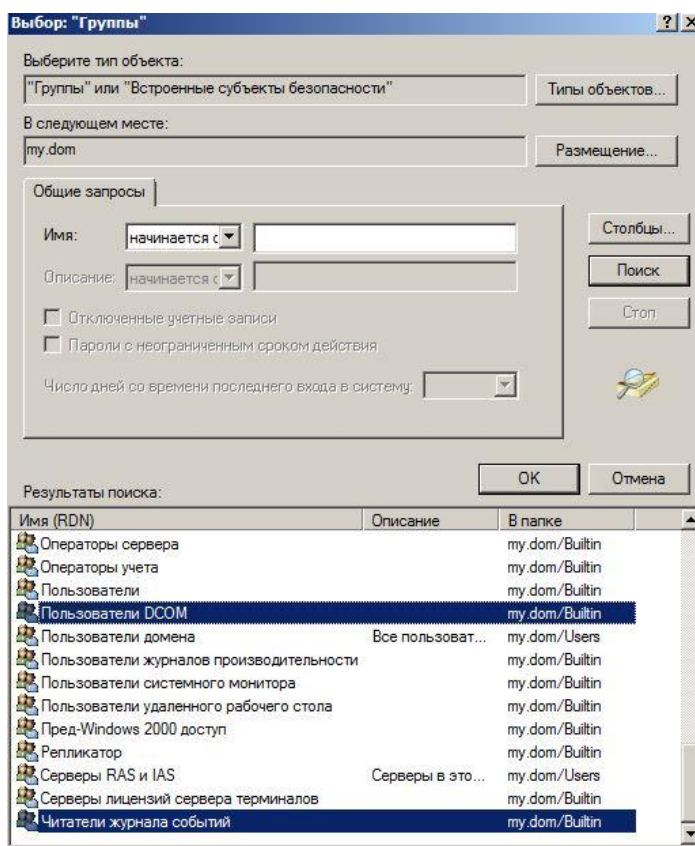 Выбор: "Группы"
Выберите тип объекта:
"Группы" или "Встроенные субъекты безопасности"
Типы объектов...
В следующем месте:
my.dom
Размещение...
Общие запросы
Имя:
начинается с
Столбцы...
Описание:
начинается с
Поиск
Отключенные учетные записи
Стоп
Пароли с неограниченным сроком действия
Число дней со времени последнего входа в систему:
OK
Отмена
Результаты поиска:
Имя (RDN) Описание В папке
Операторы сервера my.dom/Builtin
Операторы учета my.dom/Builtin
Пользователи my.dom/Builtin
Пользователи DCOM my.dom/Builtin
Пользователи домена Все пользоват... my.dom/Users
Пользователи журналов производительности my.dom/Builtin
Пользователи системного монитора my.dom/Builtin
Пользователи удаленного рабочего стола my.dom/Builtin
Пред-Windows 2000 доступ my.dom/Builtin
Репликатор my.dom/Builtin
Серверы RAS и IAS Серверы в это... my.dom/Users
Серверы лицензий сервера терминалов my.dom/Builtin
Читатели журнала событий my.dom/Builtin